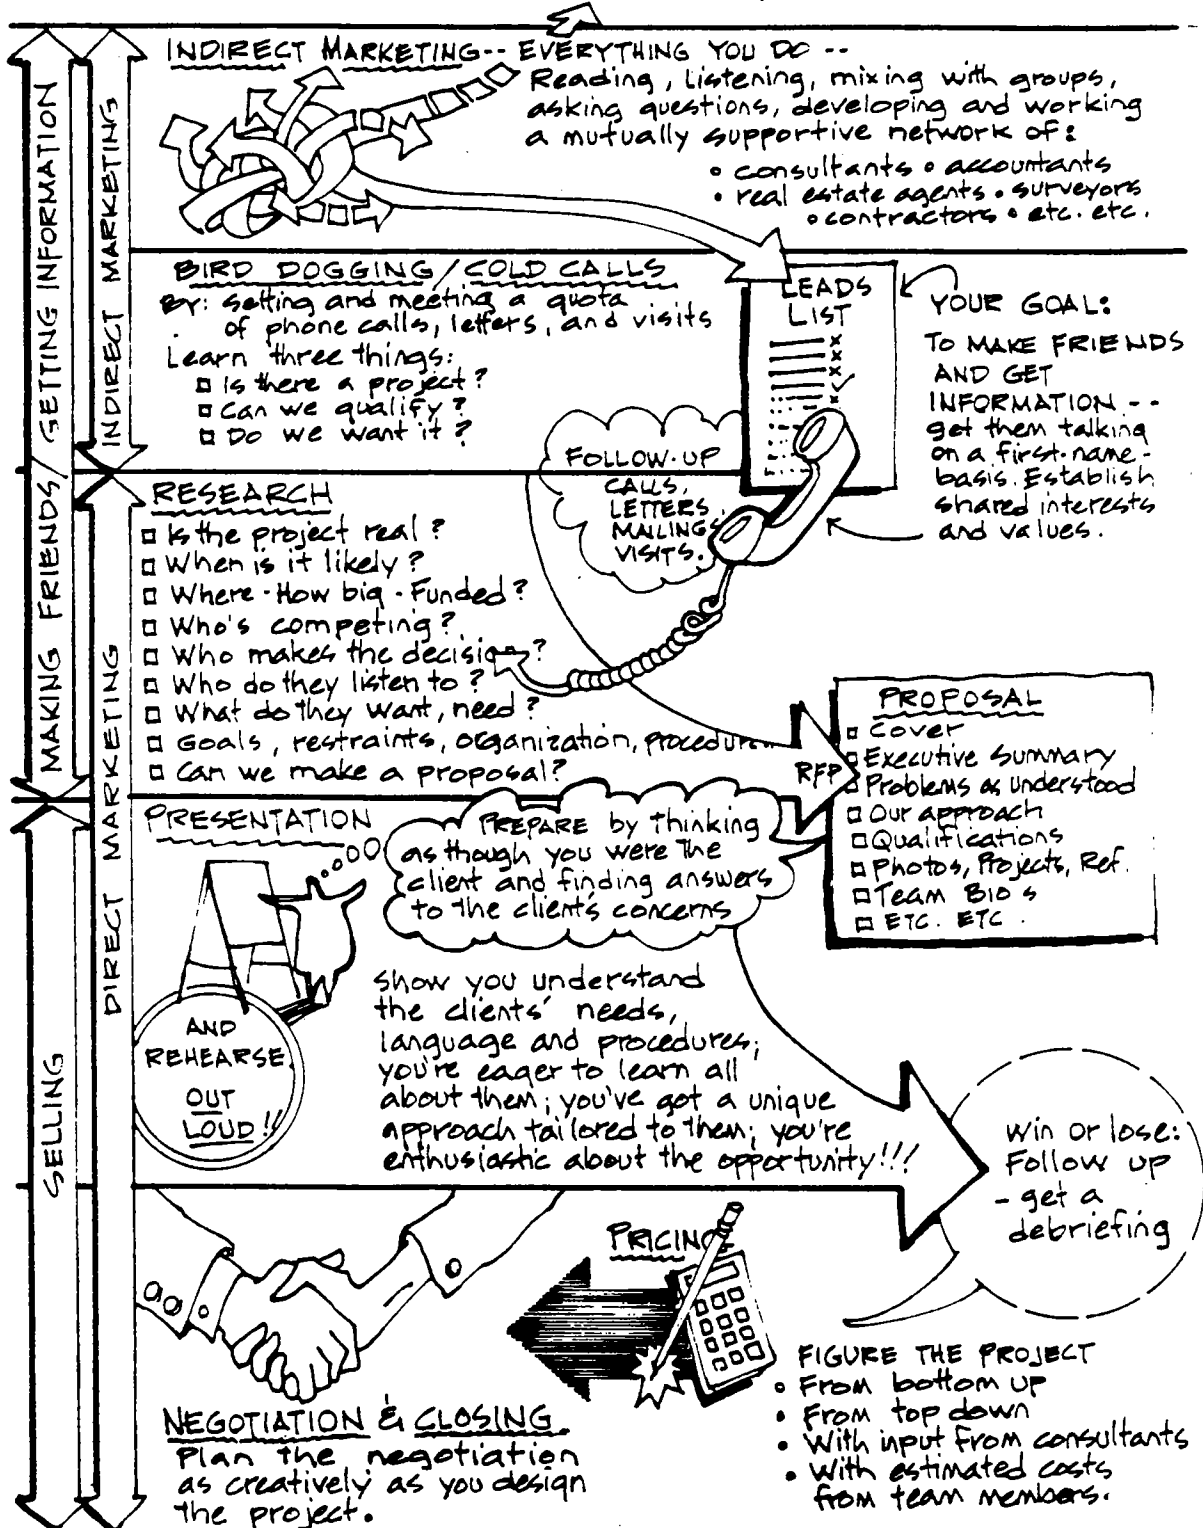 INDIRECT MARKETING -- EVERYTHING YOU DO --
Reading, listening, mixing with groups,
asking questions, developing and working
a mutually supportive network of:
• consultants • accountants
• real estate agents • surveyors
• contractors • etc. etc.
MAKING FRIENDS/GETTING INFORMATION
INDIRECT MARKETING
BIRD DOGGING/COLD CALLS
By: setting and meeting a quota
of phone calls, letters, and visits
Learn three things:
□ Is there a project?
□ Can we qualify?
□ Do we want it?
LEADS
LIST
YOUR GOAL:
TO MAKE FRIENDS
AND GET
INFORMATION --
get them talking
on a first-name-
basis. Establish
shared interests
and values.
FOLLOW-UP
CALLS,
LETTERS,
MAILINGS
VISITS.
RESEARCH
□ Is the project real?
□ When is it likely?
□ Where - How big - Funded?
□ Who's competing?
□ Who makes the decision?
□ Who do they listen to?
□ What do they want, need?
□ Goals, restraints, organization, procedure
□ Can we make a proposal?
DIRECT MARKETING
RFP
PROPOSAL
□ Cover
□ Executive Summary
□ Problems as understood
□ Our approach
□ Qualifications
□ Photos, Projects, Ref.
□ Team Bio s
□ ETC. ETC.
SELLING
PRESENTATION
PREPARE by thinking
as though you were the
client and finding answers
to the client's concerns
AND
REHEARSE
OUT
LOUD!!
Show you understand
the clients' needs,
language and procedures;
you're eager to learn all
about them; you've got a unique
approach tailored to them; you're
enthusiastic about the opportunity!!!
Win or lose:
Follow up
- get a
debriefing
PRICING
FIGURE THE PROJECT
• From bottom up
• From top down
• With input from consultants
• With estimated costs
from team members.
NEGOTIATION & CLOSING
Plan the negotiation
as creatively as you design
the project.